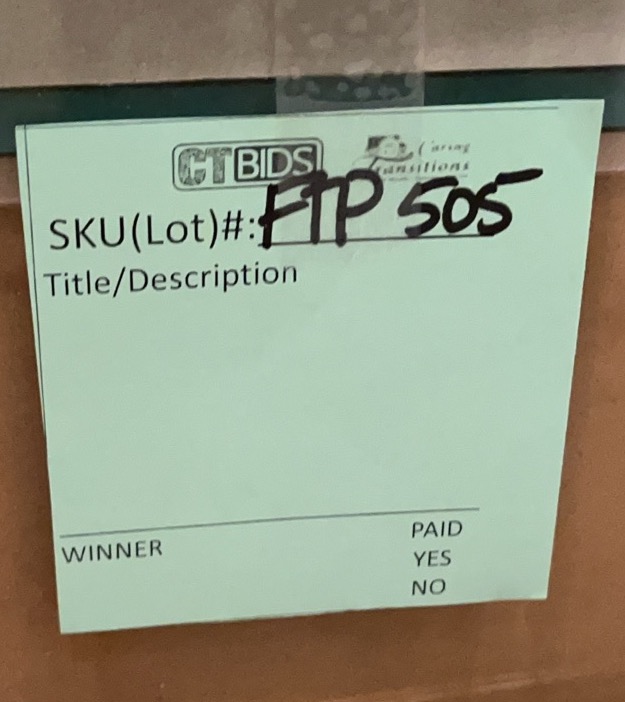 CTBIDS Caring
Transitions
SKU(Lot)#: FTP 505
Title/Description
WINNER PAID
YES
NO